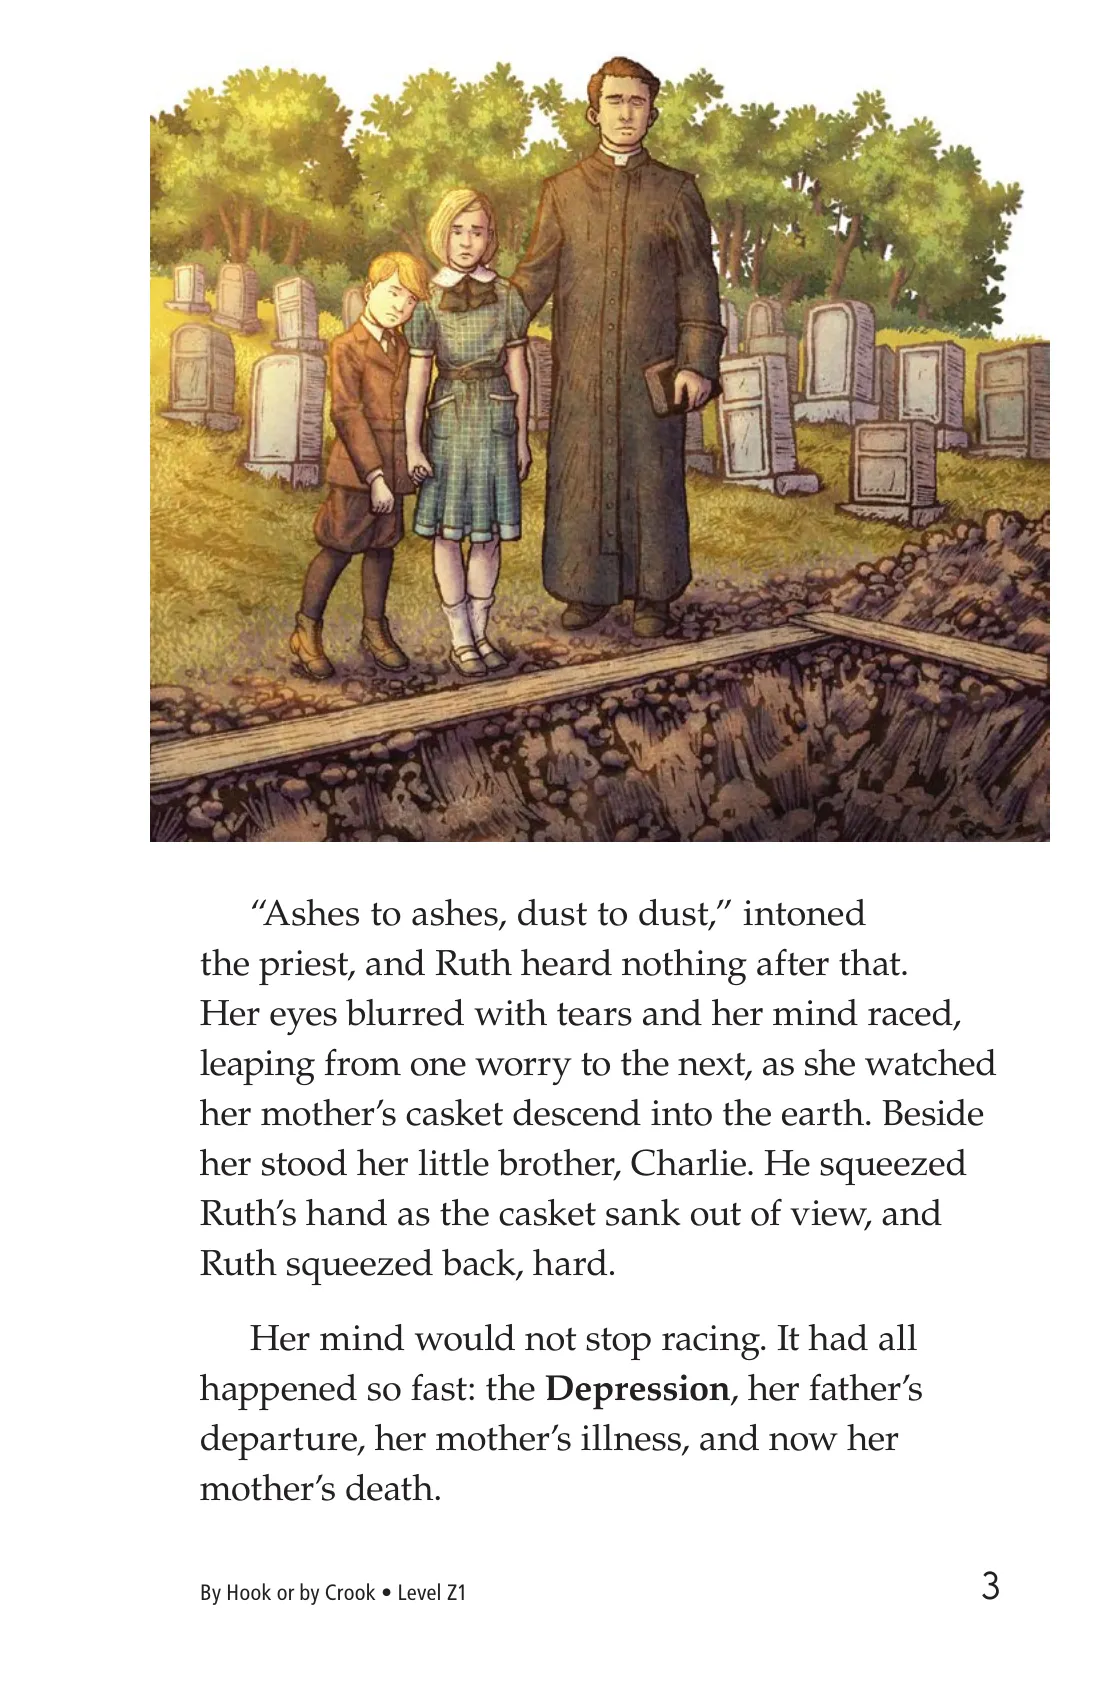 “Ashes to ashes, dust to dust,” intoned
the priest, and Ruth heard nothing after that.
Her eyes blurred with tears and her mind raced,
leaping from one worry to the next, as she watched
her mother’s casket descend into the earth. Beside
her stood her little brother, Charlie. He squeezed
Ruth’s hand as the casket sank out of view, and
Ruth squeezed back, hard.
Her mind would not stop racing. It had all
happened so fast: the Depression, her father’s
departure, her mother’s illness, and now her
mother’s death.
By Hook or by Crook • Level Z1
3